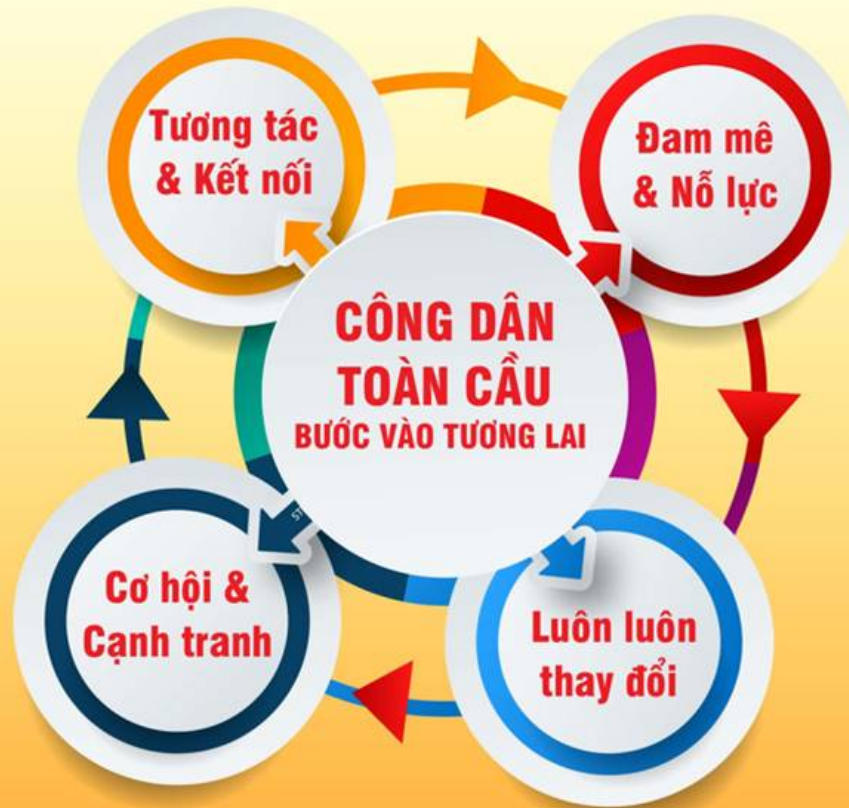 Tương tác
& Kết nối
Đam mê
& Nỗ lực
CÔNG DÂN
TOÀN CẦU
BƯỚC VÀO TƯƠNG LAI
Cơ hội &
Cạnh tranh
Luôn luôn
thay đổi
ST